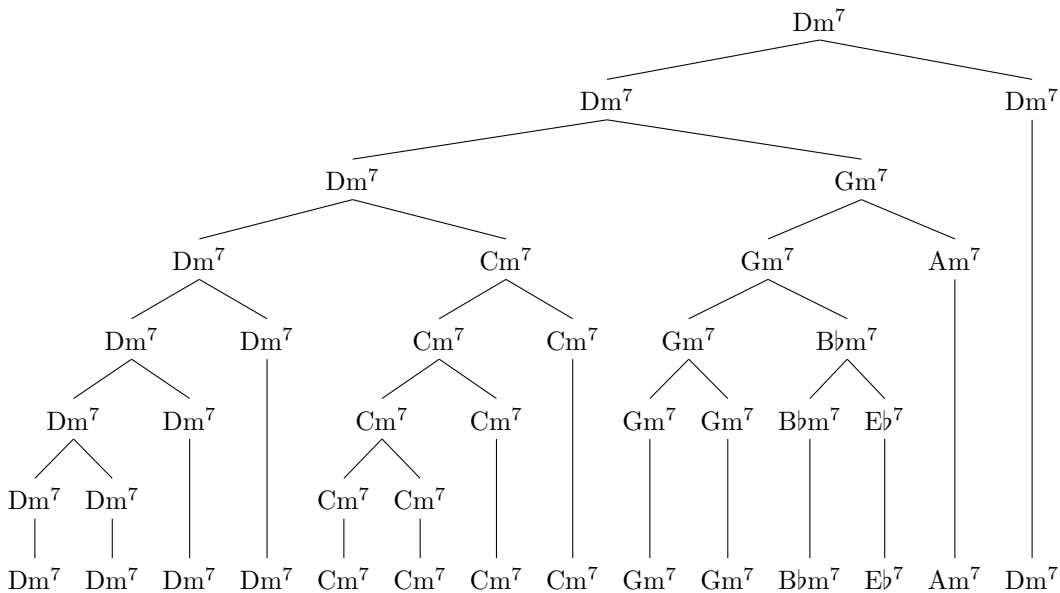 Dm⁷
Dm⁷ Dm⁷
Dm⁷ Gm⁷
Dm⁷ Cm⁷ Gm⁷ Am⁷
Dm⁷ Dm⁷ Cm⁷ Cm⁷ Gm⁷ B♭m⁷
Dm⁷ Dm⁷ Cm⁷ Cm⁷ Gm⁷ Gm⁷ B♭m⁷ E♭⁷
Dm⁷ Dm⁷ Cm⁷ Cm⁷
Dm⁷ Dm⁷ Dm⁷ Dm⁷ Cm⁷ Cm⁷ Cm⁷ Cm⁷ Gm⁷ Gm⁷ B♭m⁷ E♭⁷ Am⁷ Dm⁷